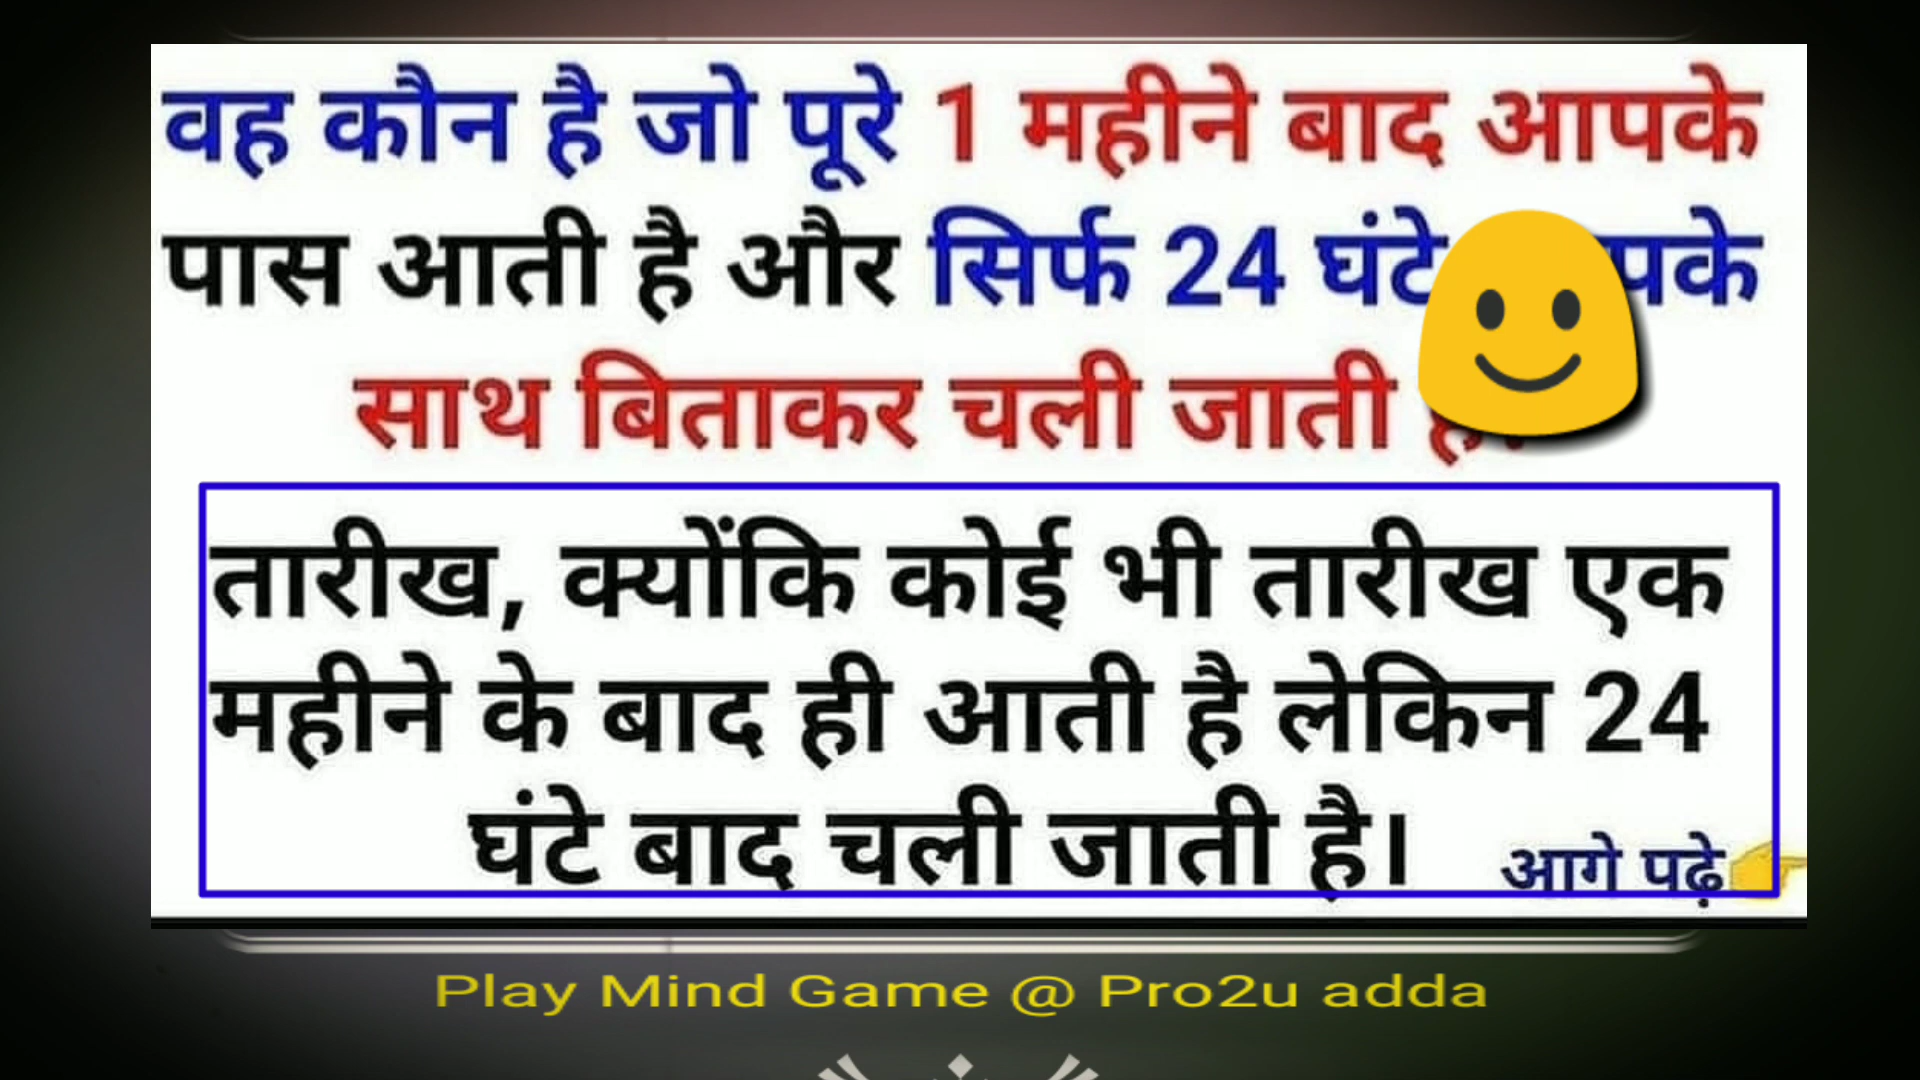 वह कौन है जो पूरे 1 महीने बाद आपके
पास आती है और सिर्फ 24 घंटे पके
साथ बिताकर चली जाती
तारीख, क्योंकि कोई भी तारीख एक
महीने के बाद ही आती है लेकिन 24
घंटे बाद चली जाती है।
आगे पढ़े
Play Mind Game @ Pro2u adda